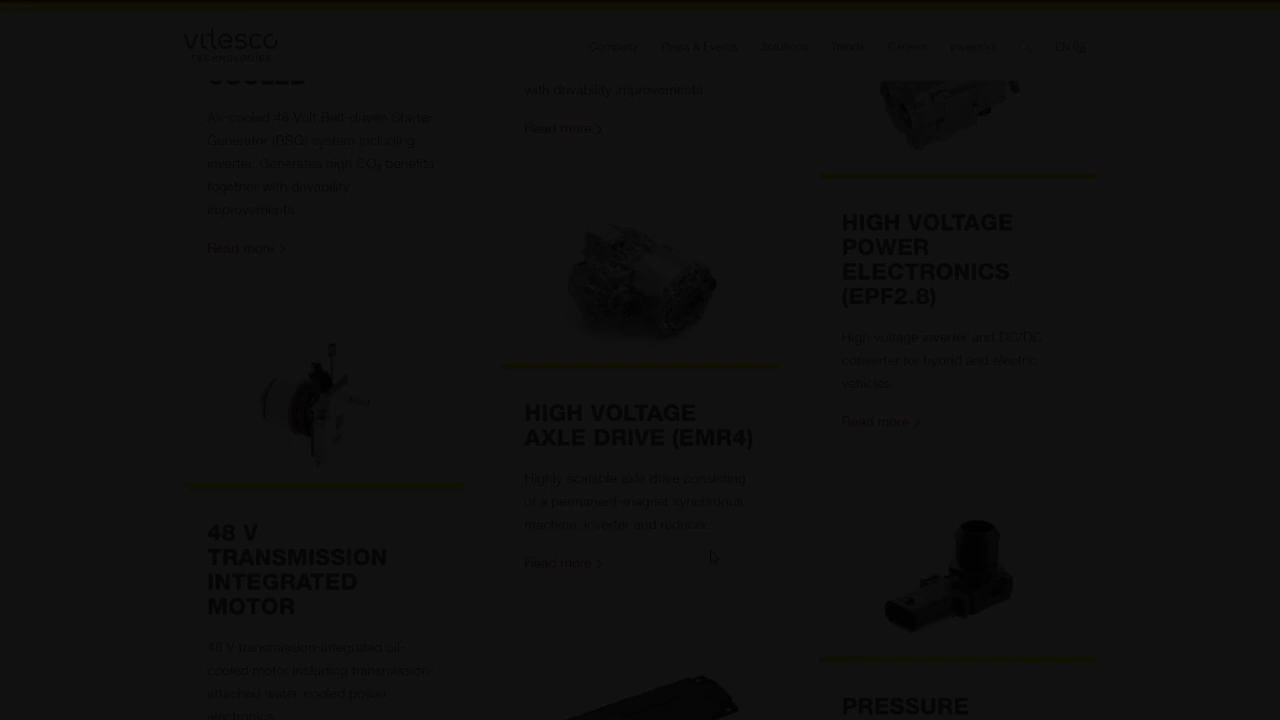 vitesco
TECHNOLOGIES
Company Press & Events Solutions Trends Careers Investors EN
COOLED
Air-cooled 48 Volt Belt-driven Starter
Generator (BSG) system including
inverter. Generates high CO₂ benefits
together with drivability
improvements.
Read more >
48 V
TRANSMISSION
INTEGRATED
MOTOR
48 V transmission-integrated oil-
cooled motor including transmission-
attached water cooled power
electronics.
with drivability improvements.
Read more >
HIGH VOLTAGE
AXLE DRIVE (EMR4)
Highly scalable axle drive consisting
of a permanent-magnet synchronous
machine, inverter and reducer.
Read more >
HIGH VOLTAGE
POWER
ELECTRONICS
(EPF2.8)
High voltage inverter and DC/DC
converter for hybrid and electric
vehicles.
Read more >
PRESSURE